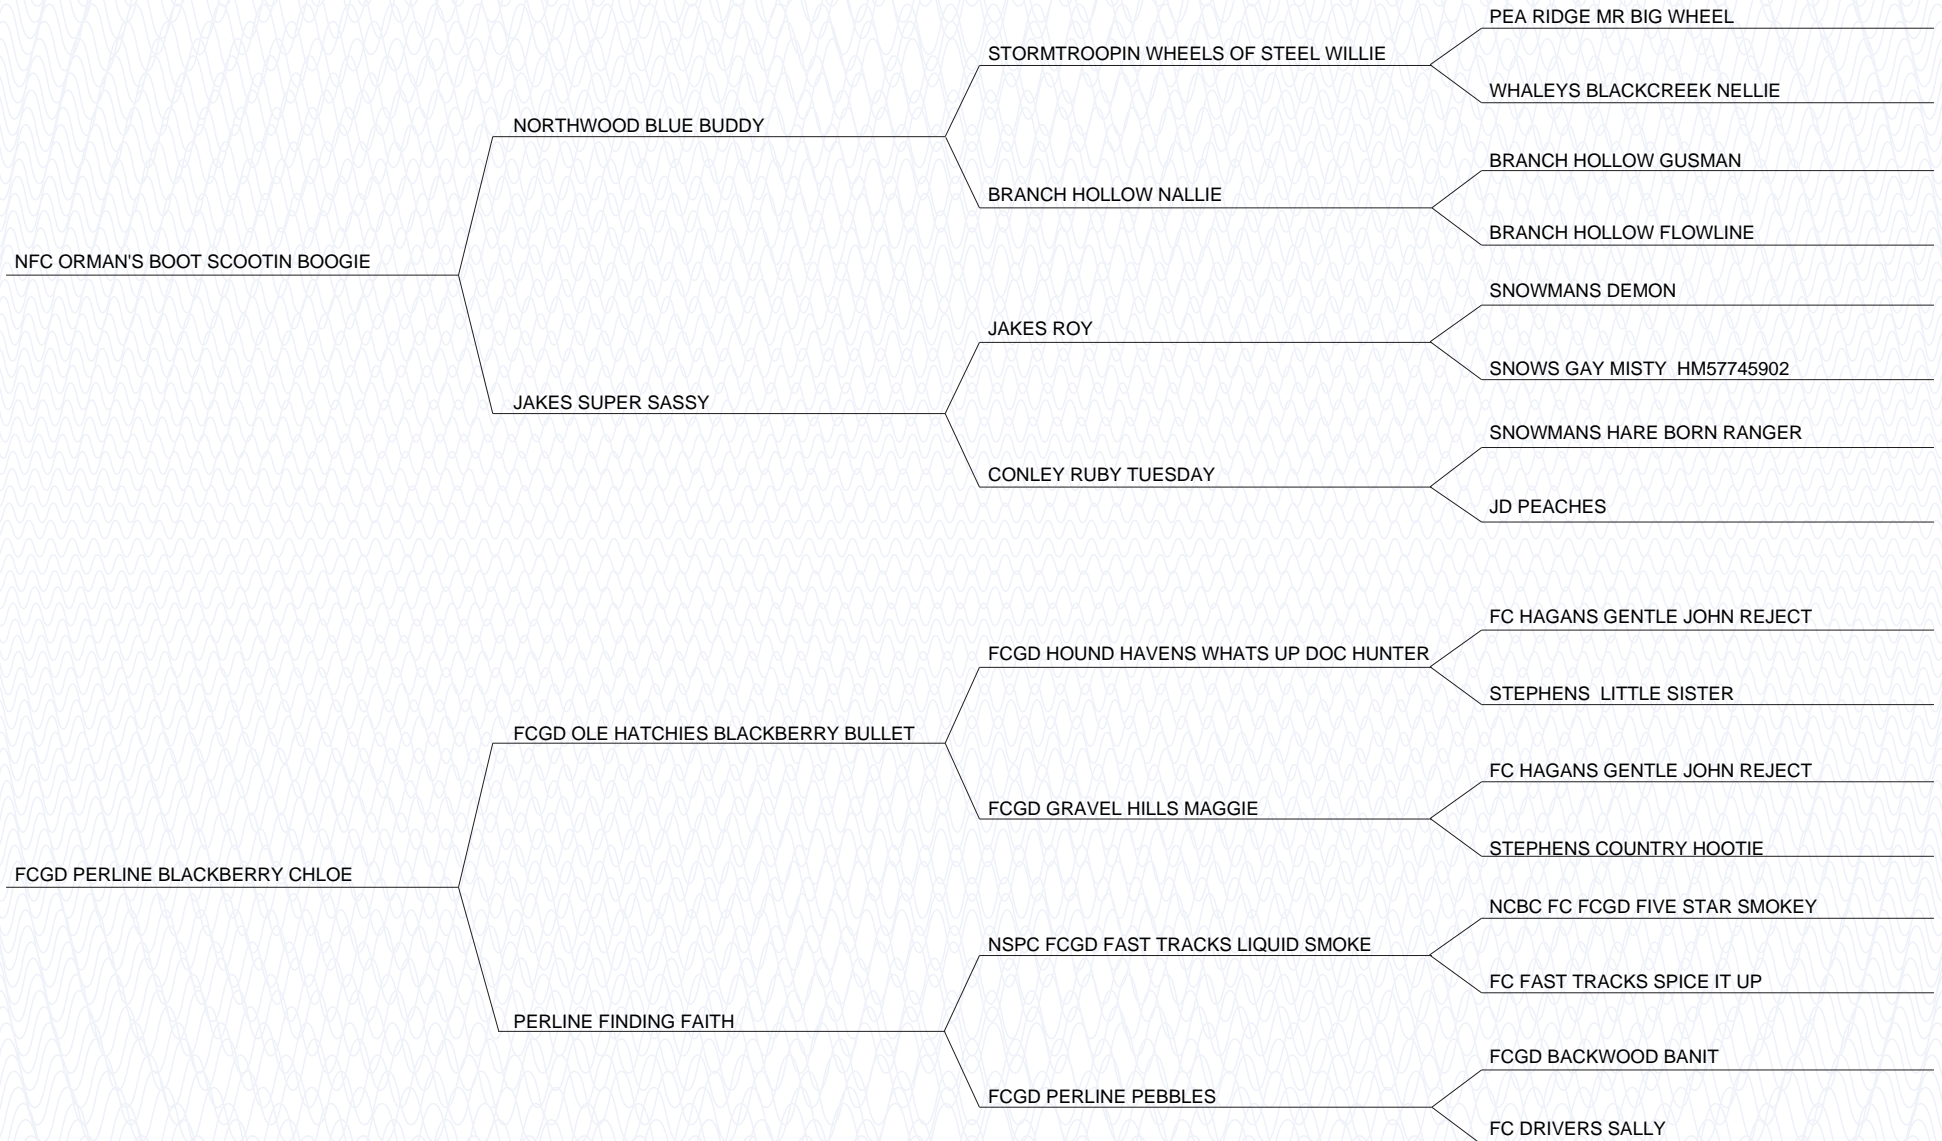 PEA RIDGE MR BIG WHEEL
STORMTROOPIN WHEELS OF STEEL WILLIE
WHALEYS BLACKCREEK NELLIE
NORTHWOOD BLUE BUDDY
BRANCH HOLLOW GUSMAN
BRANCH HOLLOW NALLIE
BRANCH HOLLOW FLOWLINE
NFC ORMAN'S BOOT SCOOTIN BOOGIE
SNOWMANS DEMON
JAKES ROY
SNOWS GAY MISTY  HM57745902
JAKES SUPER SASSY
SNOWMANS HARE BORN RANGER
CONLEY RUBY TUESDAY
JD PEACHES
FC HAGANS GENTLE JOHN REJECT
FCGD HOUND HAVENS WHATS UP DOC HUNTER
STEPHENS  LITTLE SISTER
FCGD OLE HATCHIES BLACKBERRY BULLET
FC HAGANS GENTLE JOHN REJECT
FCGD GRAVEL HILLS MAGGIE
STEPHENS COUNTRY HOOTIE
FCGD PERLINE BLACKBERRY CHLOE
NCBC FC FCGD FIVE STAR SMOKEY
NSPC FCGD FAST TRACKS LIQUID SMOKE
FC FAST TRACKS SPICE IT UP
PERLINE FINDING FAITH
FCGD BACKWOOD BANIT
FCGD PERLINE PEBBLES
FC DRIVERS SALLY